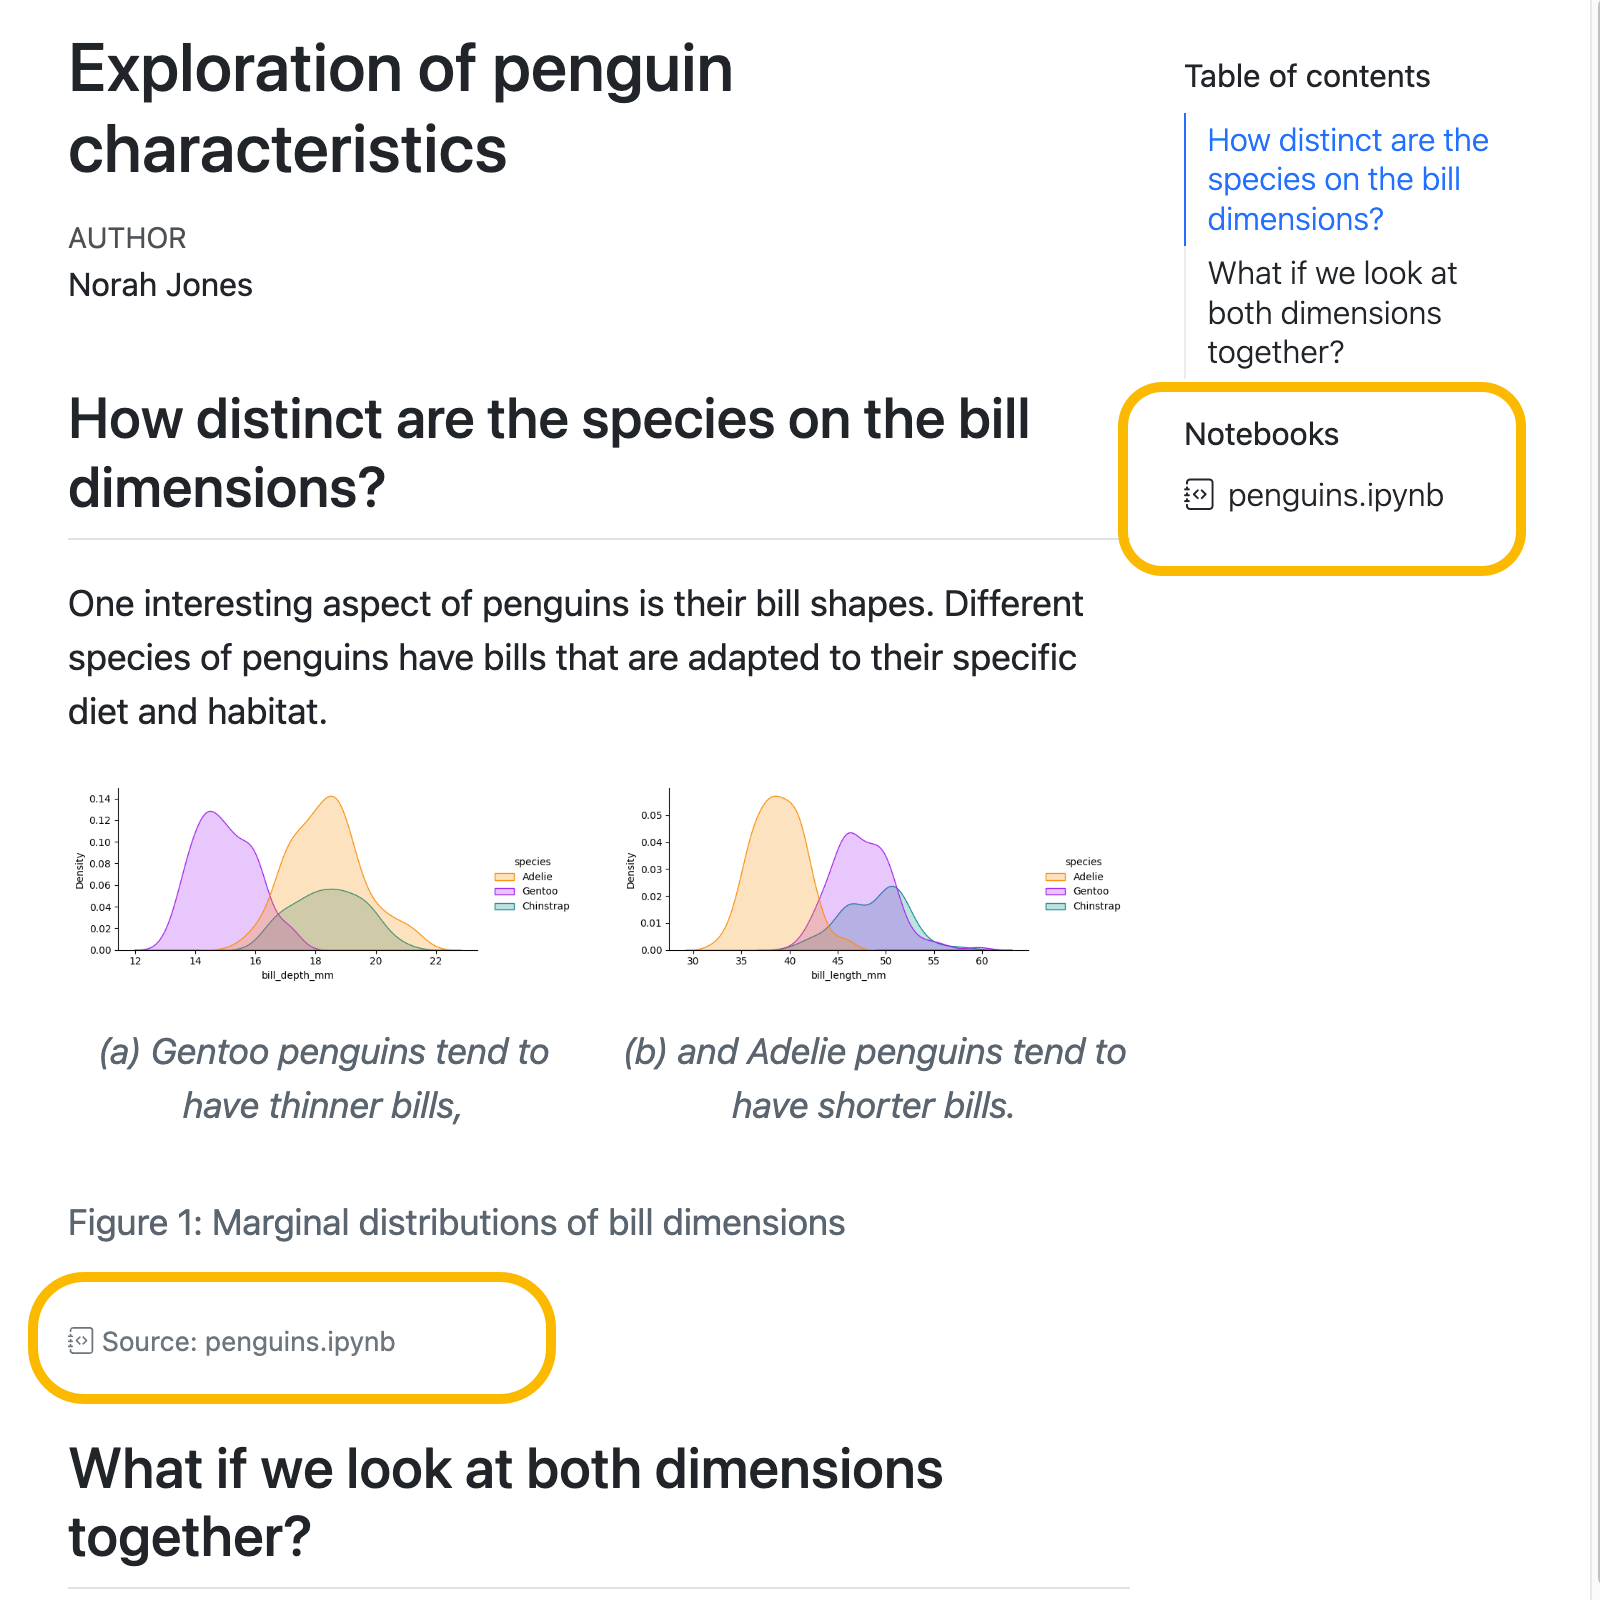 Exploration of penguin
characteristics
AUTHOR
Norah Jones
How distinct are the species on the bill
dimensions?
One interesting aspect of penguins is their bill shapes. Different
species of penguins have bills that are adapted to their specific
diet and habitat.
0.14
0.12
0.10
0.08
0.06
0.04
0.02
0.00
Density
12 14 16 18 20 22
bill_depth_mm
species
Adelie
Gentoo
Chinstrap
0.05
0.04
0.03
0.02
0.01
0.00
Density
30 35 40 45 50 55 60
bill_length_mm
species
Adelie
Gentoo
Chinstrap
(a) Gentoo penguins tend to
have thinner bills,
(b) and Adelie penguins tend to
have shorter bills.
Figure 1: Marginal distributions of bill dimensions
Source: penguins.ipynb
What if we look at both dimensions
together?
Table of contents
How distinct are the
species on the bill
dimensions?
What if we look at
both dimensions
together?
Notebooks
penguins.ipynb